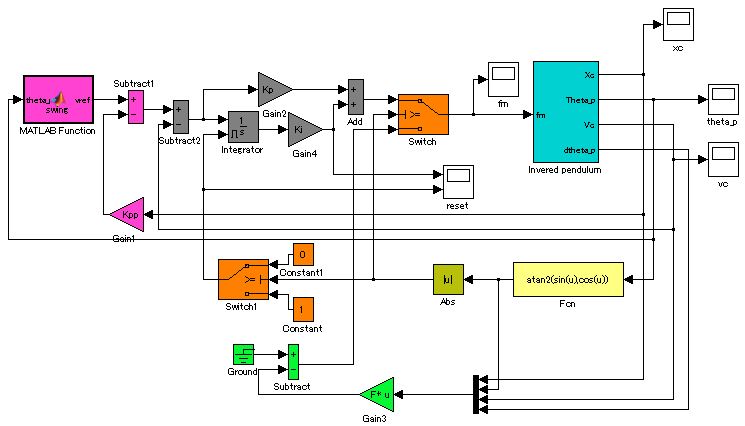 xc
Subtract1
theta_
vref
swing
MATLAB Function
+
−
+
−
Subtract2
Kp
Gain2
1
s
Integrator
Ki
Gain4
+
+
Add
>=
Switch
fm
fm
Xc
Theta_p
Vc
dtheta_p
Invered pendulum
theta_p
vc
reset
Kpp
Gain1
>=
Switch1
0
Constant1
1
Constant
|u|
Abs
atan2(sin(u),cos(u))
Fcn
Ground
+
−
Subtract
F* u
Gain3